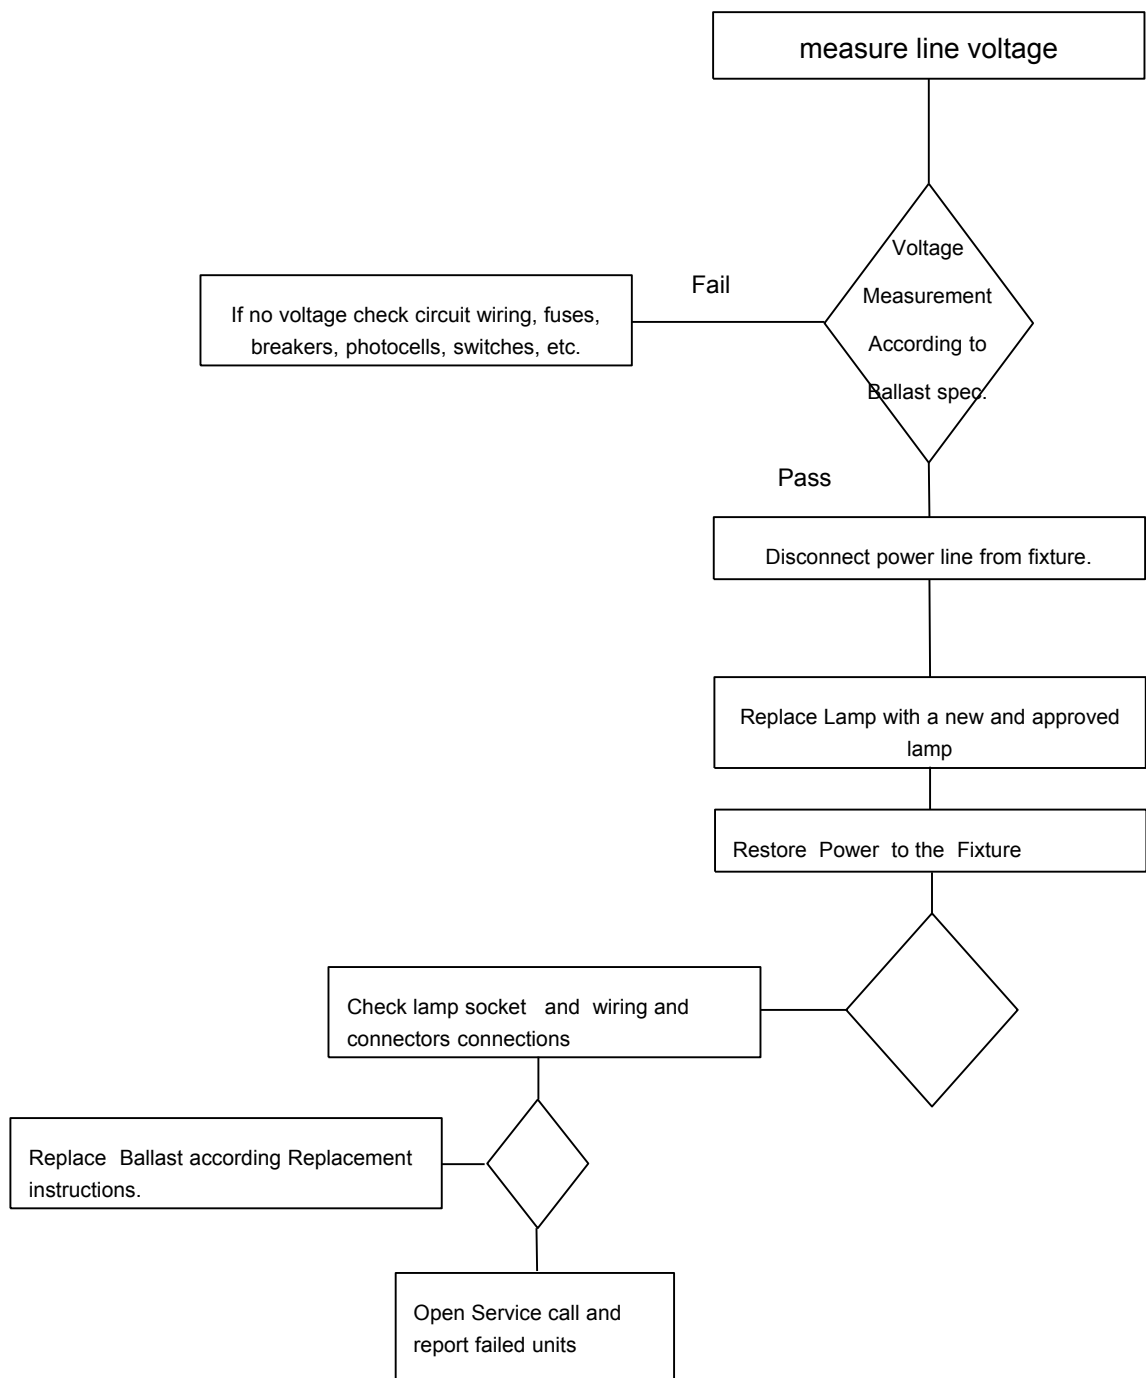 measure line voltage
Voltage
Measurement
According to
Ballast spec.
Fail
If no voltage check circuit wiring, fuses,
breakers, photocells, switches, etc.
Pass
Disconnect power line from fixture.
Replace Lamp with a new and approved
lamp
Restore Power to the Fixture
Check lamp socket and wiring and
connectors connections
Replace Ballast according Replacement
instructions.
Open Service call and
report failed units